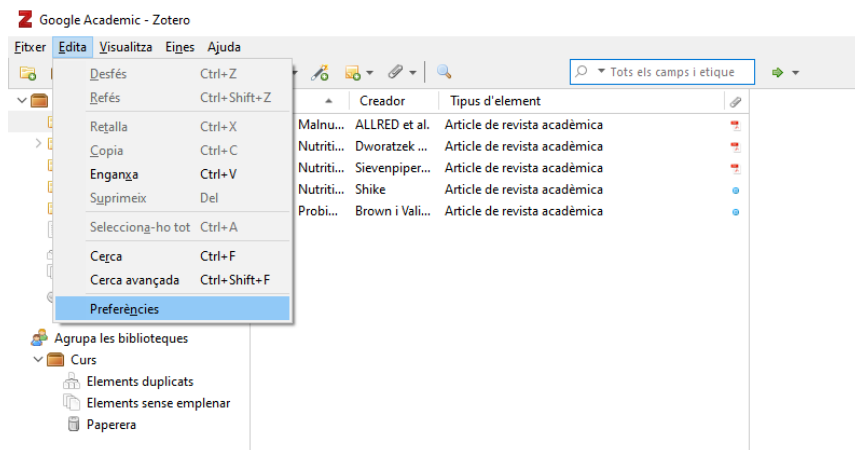 Google Academic - Zotero
Fitxer Edita Visualitza Eines Ajuda
Tots els camps i etique
Desfés Ctrl+Z
Refés Ctrl+Shift+Z
Retalla Ctrl+X
Copia Ctrl+C
Enganxa Ctrl+V
Suprimeix Del
Selecciona-ho tot Ctrl+A
Cerca Ctrl+F
Cerca avançada Ctrl+Shift+F
Preferències
Creador Tipus d'element
Malnu... ALLRED et al. Article de revista acadèmica
Nutriti... Dworatzek ... Article de revista acadèmica
Nutriti... Sievenpiper... Article de revista acadèmica
Nutriti... Shike Article de revista acadèmica
Probi... Brown i Vali... Article de revista acadèmica
Agrupa les biblioteques
Curs
Elements duplicats
Elements sense emplenar
Paperera